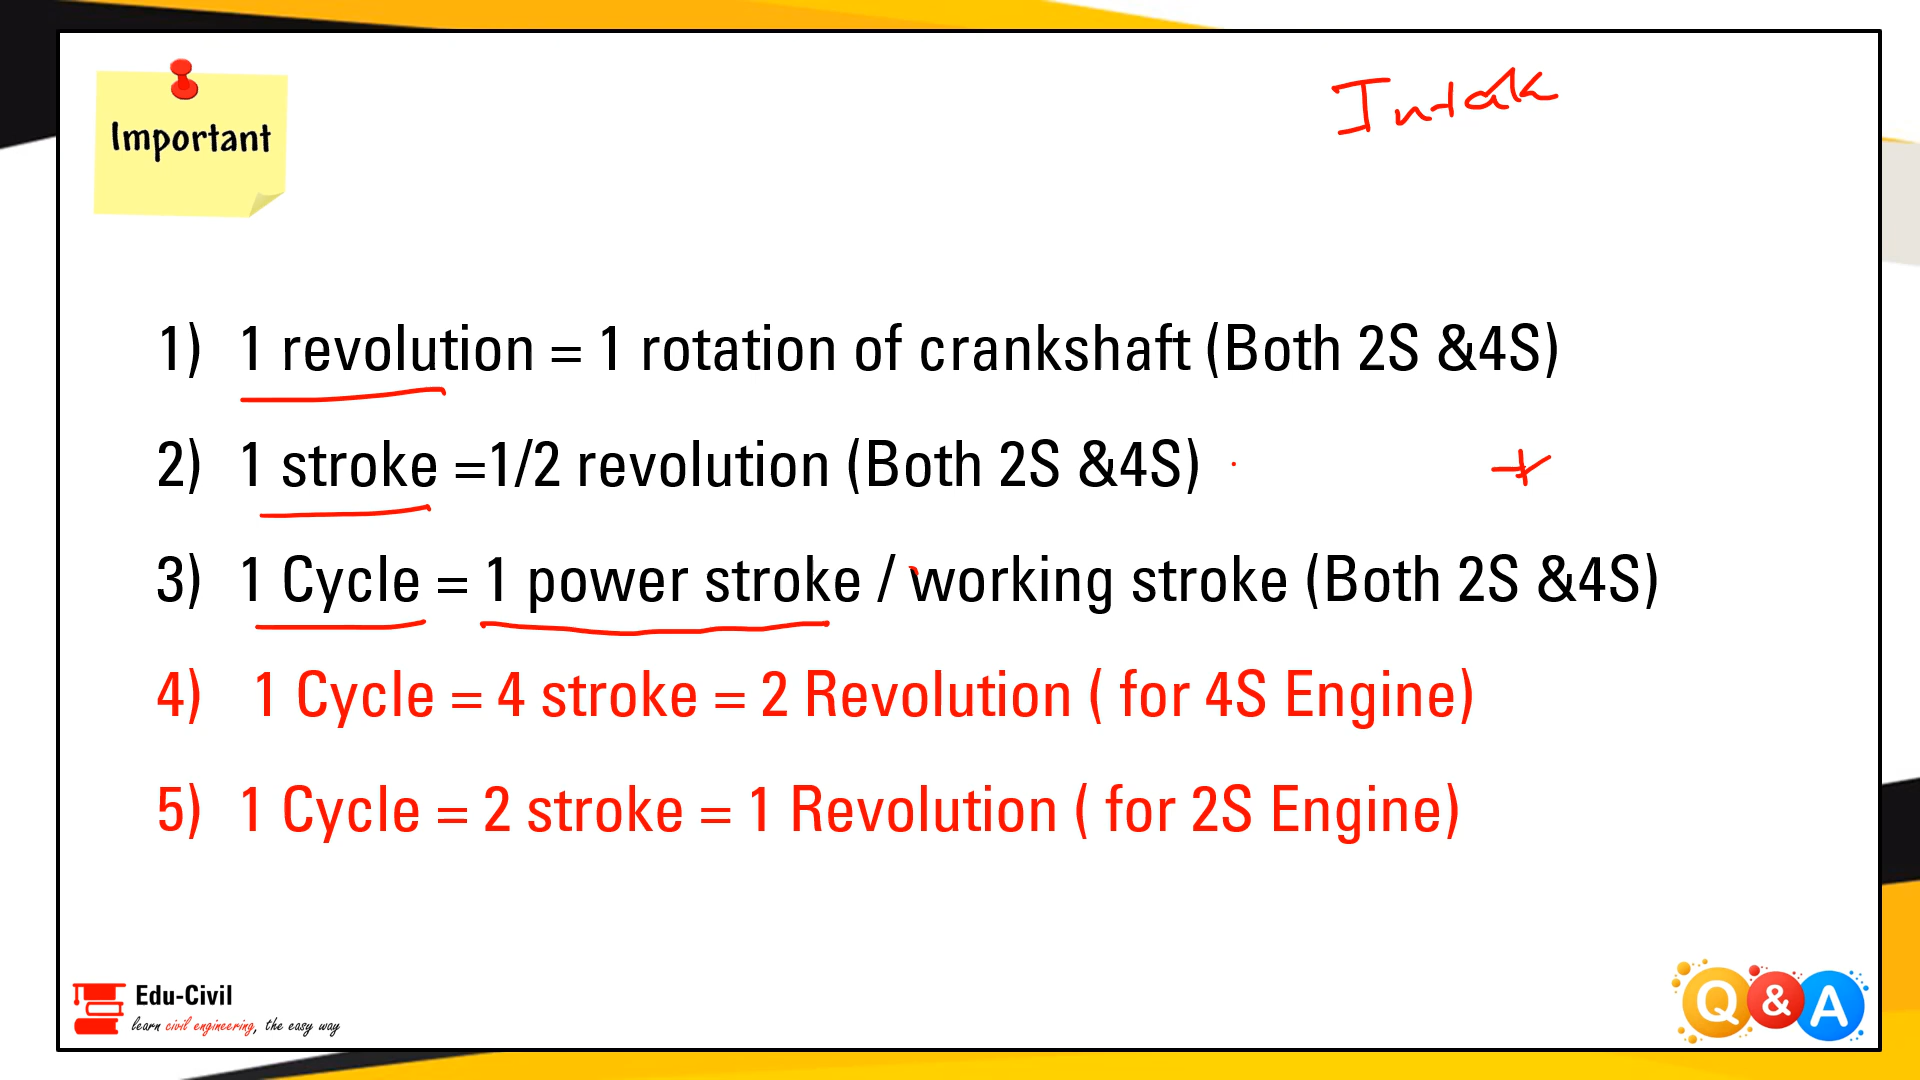 Important
Intak
1) 1 revolution = 1 rotation of crankshaft (Both 2S &4S)
2) 1 stroke =1/2 revolution (Both 2S &4S)
3) 1 Cycle = 1 power stroke / working stroke (Both 2S &4S)
4) 1 Cycle = 4 stroke = 2 Revolution ( for 4S Engine)
5) 1 Cycle = 2 stroke = 1 Revolution ( for 2S Engine)
Edu-Civil
learn civil engineering, the easy way
Q&A